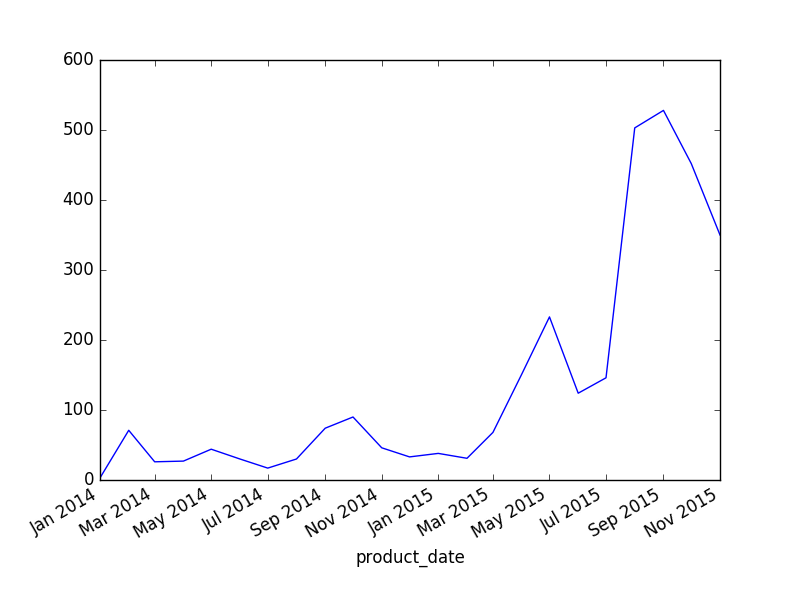 600
500
400
300
200
100
0
Jan 2014
Mar 2014
May 2014
Jul 2014
Sep 2014
Nov 2014
Jan 2015
Mar 2015
May 2015
Jul 2015
Sep 2015
Nov 2015
product_date